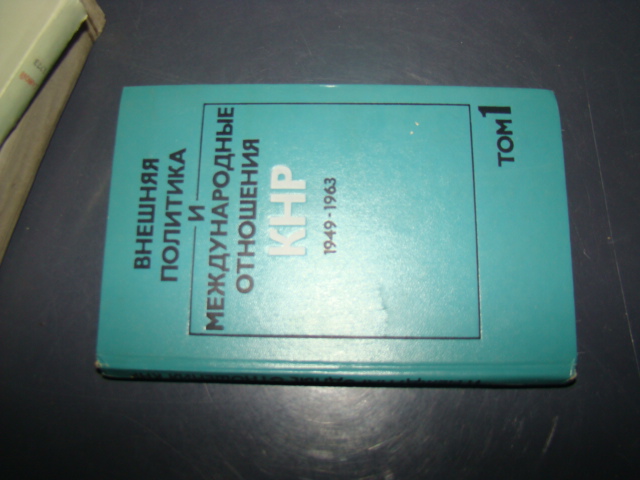 ВНЕШНЯЯ
ПОЛИТИКА
И
МЕЖДУНАРОДНЫЕ
ОТНОШЕНИЯ
КНР
1949-1963
ТОМ 1